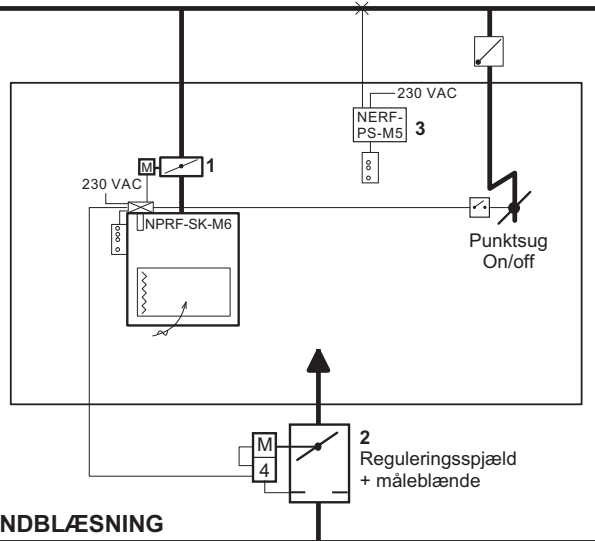 230 VAC
NERF-
PS-M5
3
M
1
230 VAC
NPRF-SK-M6
Punktsug
On/off
M
4
2
Reguleringsspjæld
+ måleblænde
NDBLÆSNING